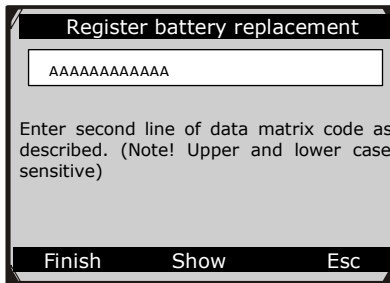 Register battery replacement
AAAAAAAAAAAA
Enter second line of data matrix code as
described. (Note! Upper and lower case
sensitive)
Finish Show Esc